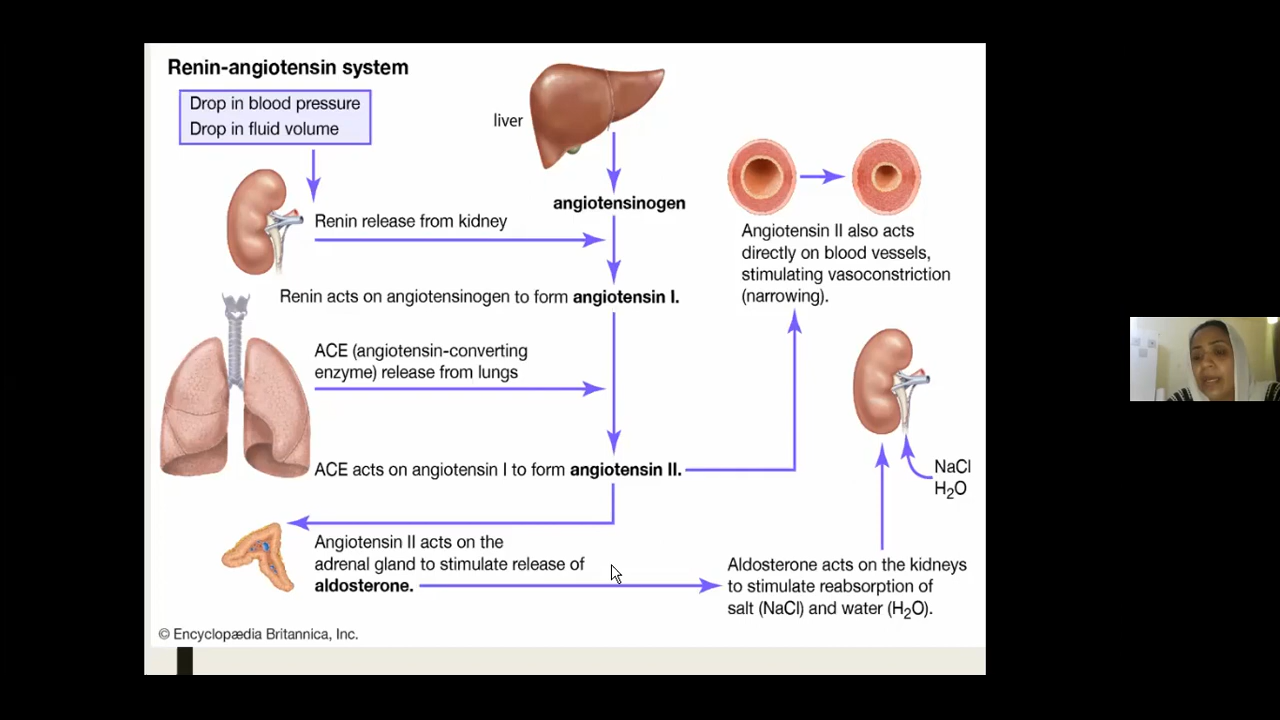 Renin-angiotensin system
Drop in blood pressure
Drop in fluid volume
liver
angiotensinogen
Renin release from kidney
Renin acts on angiotensinogen to form angiotensin I.
ACE (angiotensin-converting
enzyme) release from lungs
ACE acts on angiotensin I to form angiotensin II.
Angiotensin II acts on the
adrenal gland to stimulate release of
aldosterone.
Angiotensin II also acts
directly on blood vessels,
stimulating vasoconstriction
(narrowing).
NaCl
H₂O
Aldosterone acts on the kidneys
to stimulate reabsorption of
salt (NaCl) and water (H₂O).
© Encyclopædia Britannica, Inc.